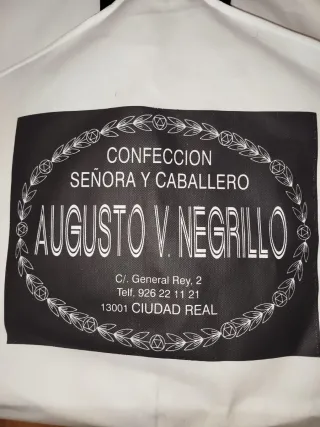 CONFECCION
SEÑORA Y CABALLERO
AUGUSTO V. NEGRILLO
C/. General Rey, 2
Telf. 926 22 11 21
13001 CIUDAD REAL